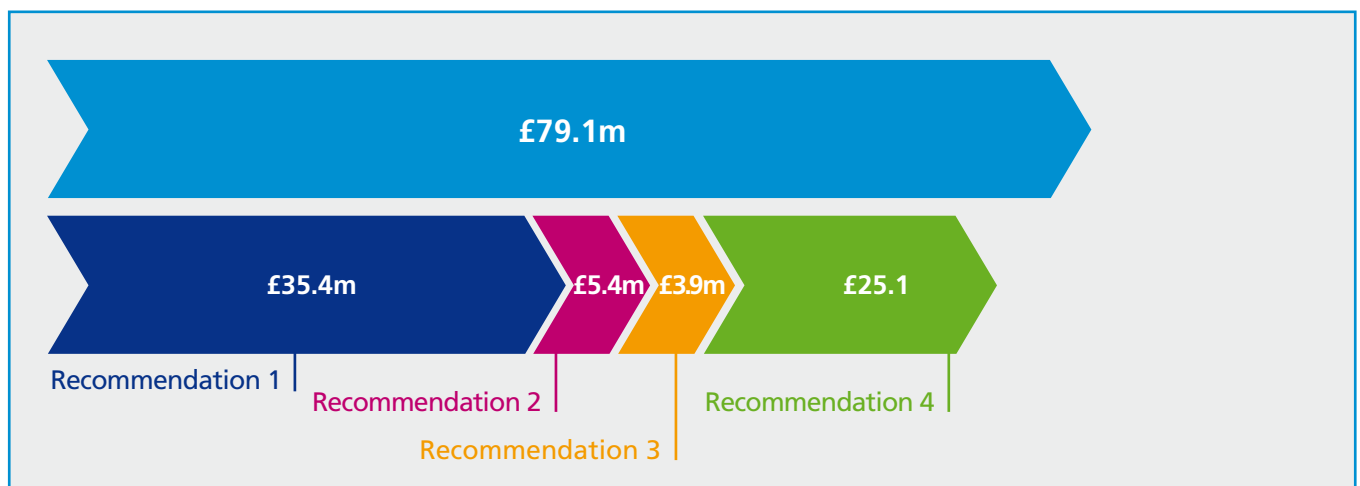 £79.1m
£35.4m
£5.4m
£3.9m
£25.1
Recommendation 1
Recommendation 2
Recommendation 4
Recommendation 3